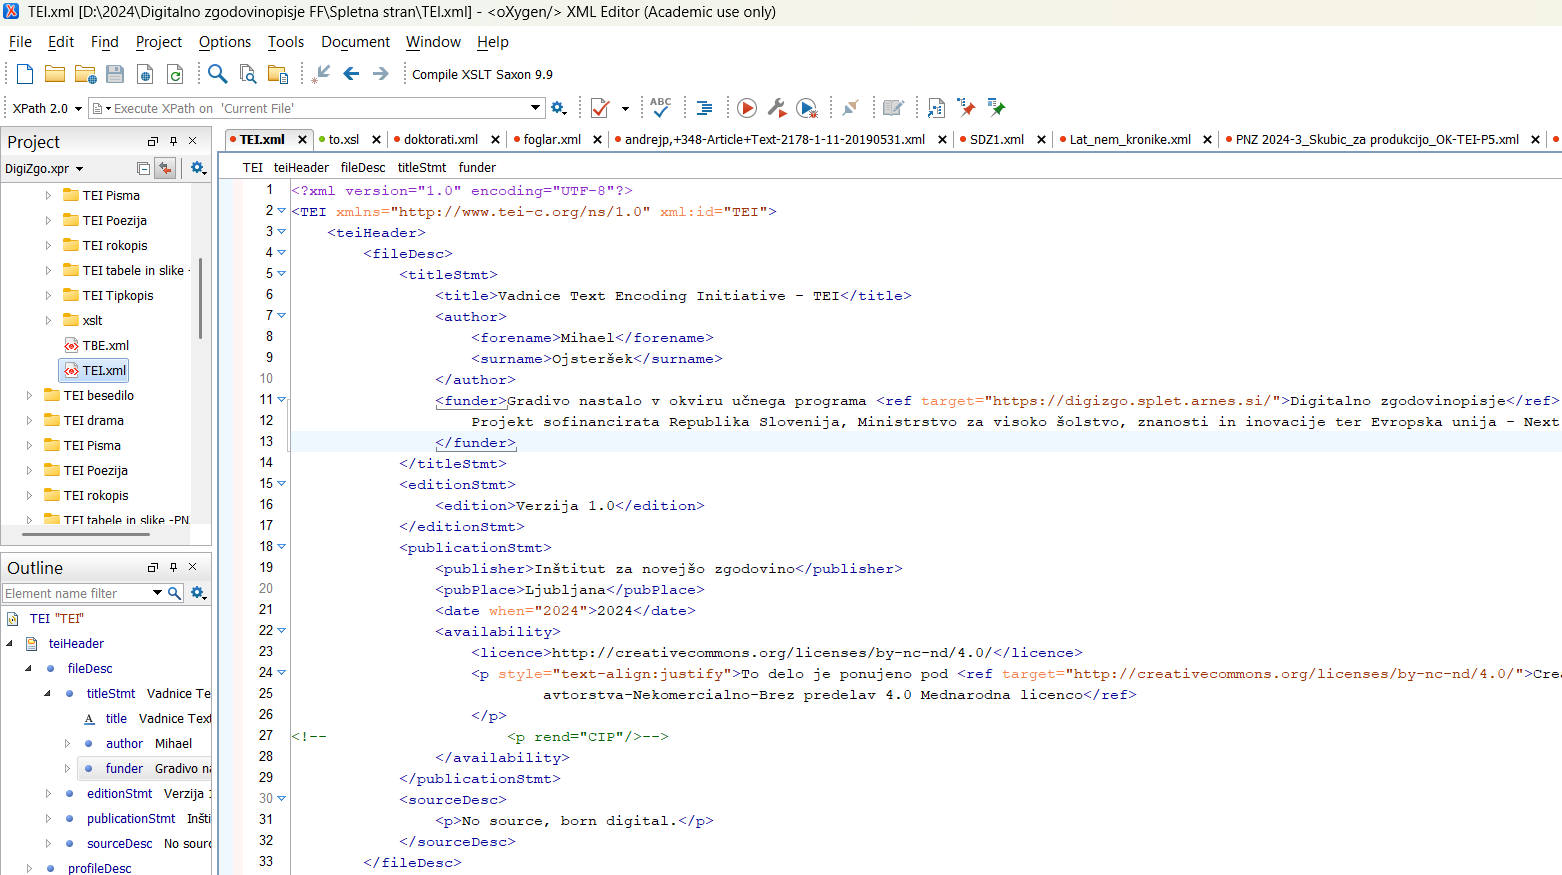 TEI.xml [D:\2024\Digitalno zgodovinopisje FF\Spletna stran\TEI.xml] - <oXygen/> XML Editor (Academic use only)
File Edit Find Project Options Tools Document Window Help
Compile XSLT Saxon 9.9
XPath 2.0 Execute XPath on 'Current File' ABC
Project
DigiZgo.xpr
TEI Pisma
TEI Poezija
TEI rokopis
TEI tabele in slike -
TEI Tipkopis
xslt
TBE.xml
TEI.xml
TEI besedilo
TEI drama
TEI Pisma
TEI Poezija
TEI rokopis
TEI tabele in slike -PN
Outline
Element name filter
TEI "TEI"
teiHeader
fileDesc
titleStmt Vadnice Te
A title Vadnice Text
author Mihael
funder Gradivo na
editionStmt Verzija 1
publicationStmt Inšti
sourceDesc No sourc
profileDesc
TEI.xml to.xsl doktorati.xml foglar.xml andrejp,+348-Article+Text-2178-1-11-20190531.xml SDZ1.xml Lat_nem_kronike.xml PNZ 2024-3_Skubic_za produkcijo_OK-TEI-P5.xml
TEI teiHeader fileDesc titleStmt funder
1 <?xml version="1.0" encoding="UTF-8"?>
2 <TEI xmlns="http://www.tei-c.org/ns/1.0" xml:id="TEI">
3 <teiHeader>
4 <fileDesc>
5 <titleStmt>
6 <title>Vadnice Text Encoding Initiative - TEI</title>
7 <author>
8 <forename>Mihael</forename>
9 <surname>Ojsteršek</surname>
10 </author>
11 <funder>Gradivo nastalo v okviru učnega programa <ref target="https://digizgo.splet.arnes.si/">Digitalno zgodovinopisje</ref>
12 Projekt sofinancirata Republika Slovenija, Ministrstvo za visoko šolstvo, znanosti in inovacije ter Evropska unija - Next
13 </funder>
14 </titleStmt>
15 <editionStmt>
16 <edition>Verzija 1.0</edition>
17 </editionStmt>
18 <publicationStmt>
19 <publisher>Inštitut za novejšo zgodovino</publisher>
20 <pubPlace>Ljubljana</pubPlace>
21 <date when="2024">2024</date>
22 <availability>
23 <licence>http://creativecommons.org/licenses/by-nc-nd/4.0/</licence>
24 <p style="text-align:justify">To delo je ponujeno pod <ref target="http://creativecommons.org/licenses/by-nc-nd/4.0/">Crea
25 avtorstva-Nekomercialno-Brez predelav 4.0 Mednarodna licenco</ref>
26 </p>
27 <!-- <p rend="CIP"/>-->
28 </availability>
29 </publicationStmt>
30 <sourceDesc>
31 <p>No source, born digital.</p>
32 </sourceDesc>
33 </fileDesc>